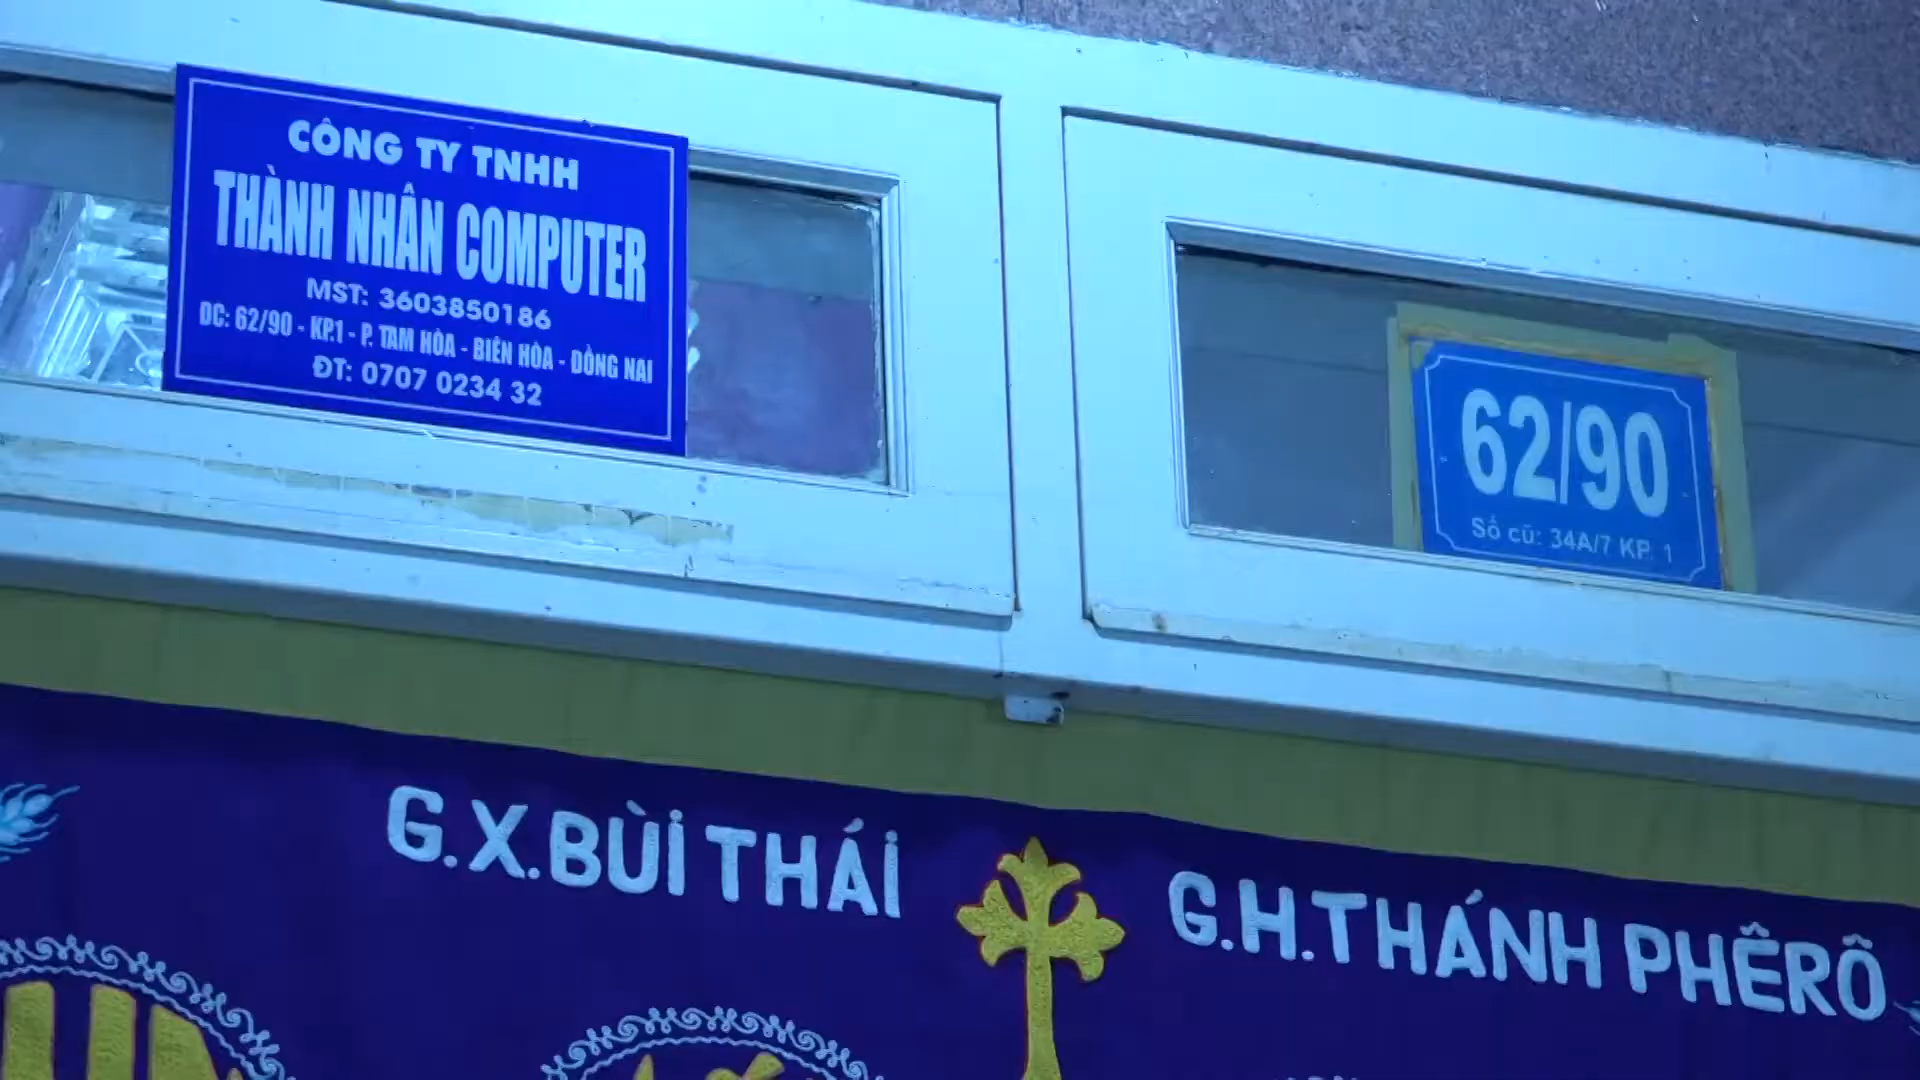 CÔNG TY TNHH
THÀNH NHÂN COMPUTER
MST: 3603850186
DC: 62/90 - KP.1 - P. TAM HÒA - BIÊN HÒA - ĐỒNG NAI
ĐT: 0707 0234 32
62/90
Số cũ: 34A/7 KP. 1
G.X.BÙI THÁI
G.H.THÁNH PHÊRÔ